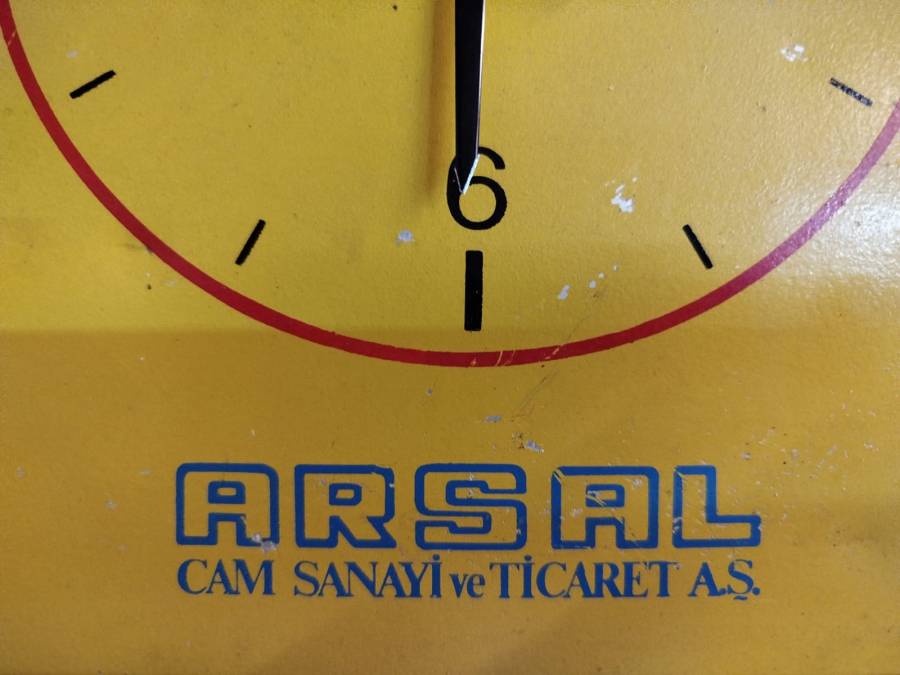 6
ARSAL
CAM SANAYİ ve TİCARET A.Ş.